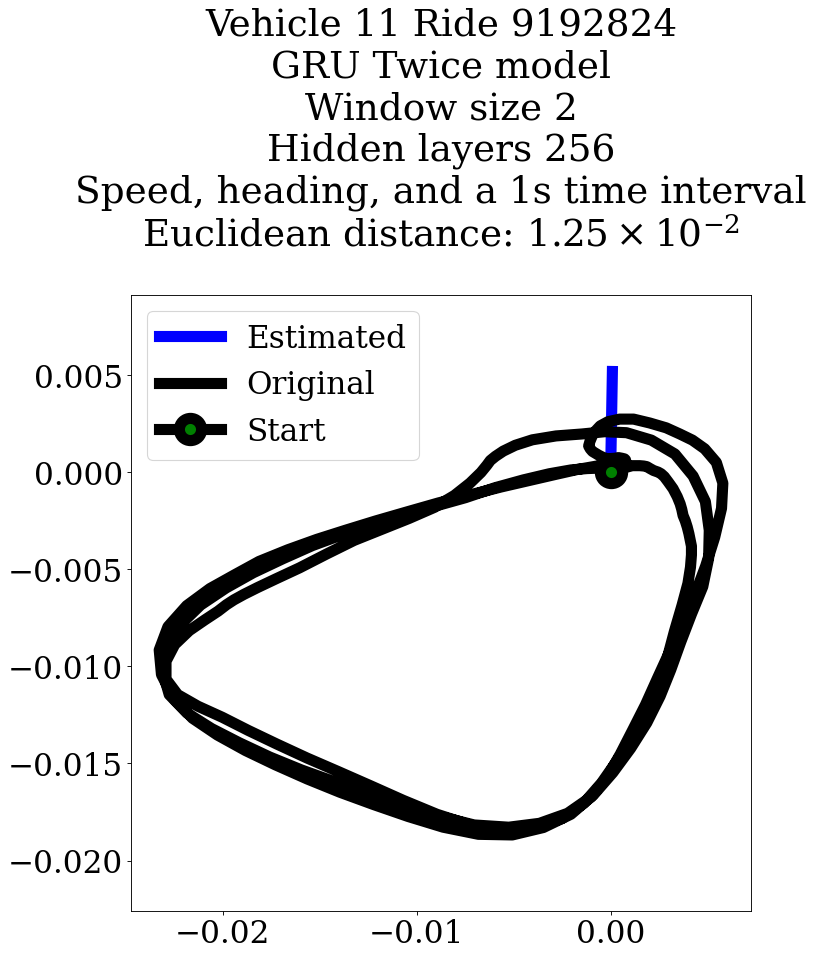 Vehicle 11 Ride 9192824
GRU Twice model
Window size 2
Hidden layers 256
Speed, heading, and a 1s time interval
Euclidean distance: 1.25 × 10⁻²
Estimated
Original
Start
0.005
0.000
−0.005
−0.010
−0.015
−0.020
−0.02 −0.01 0.00